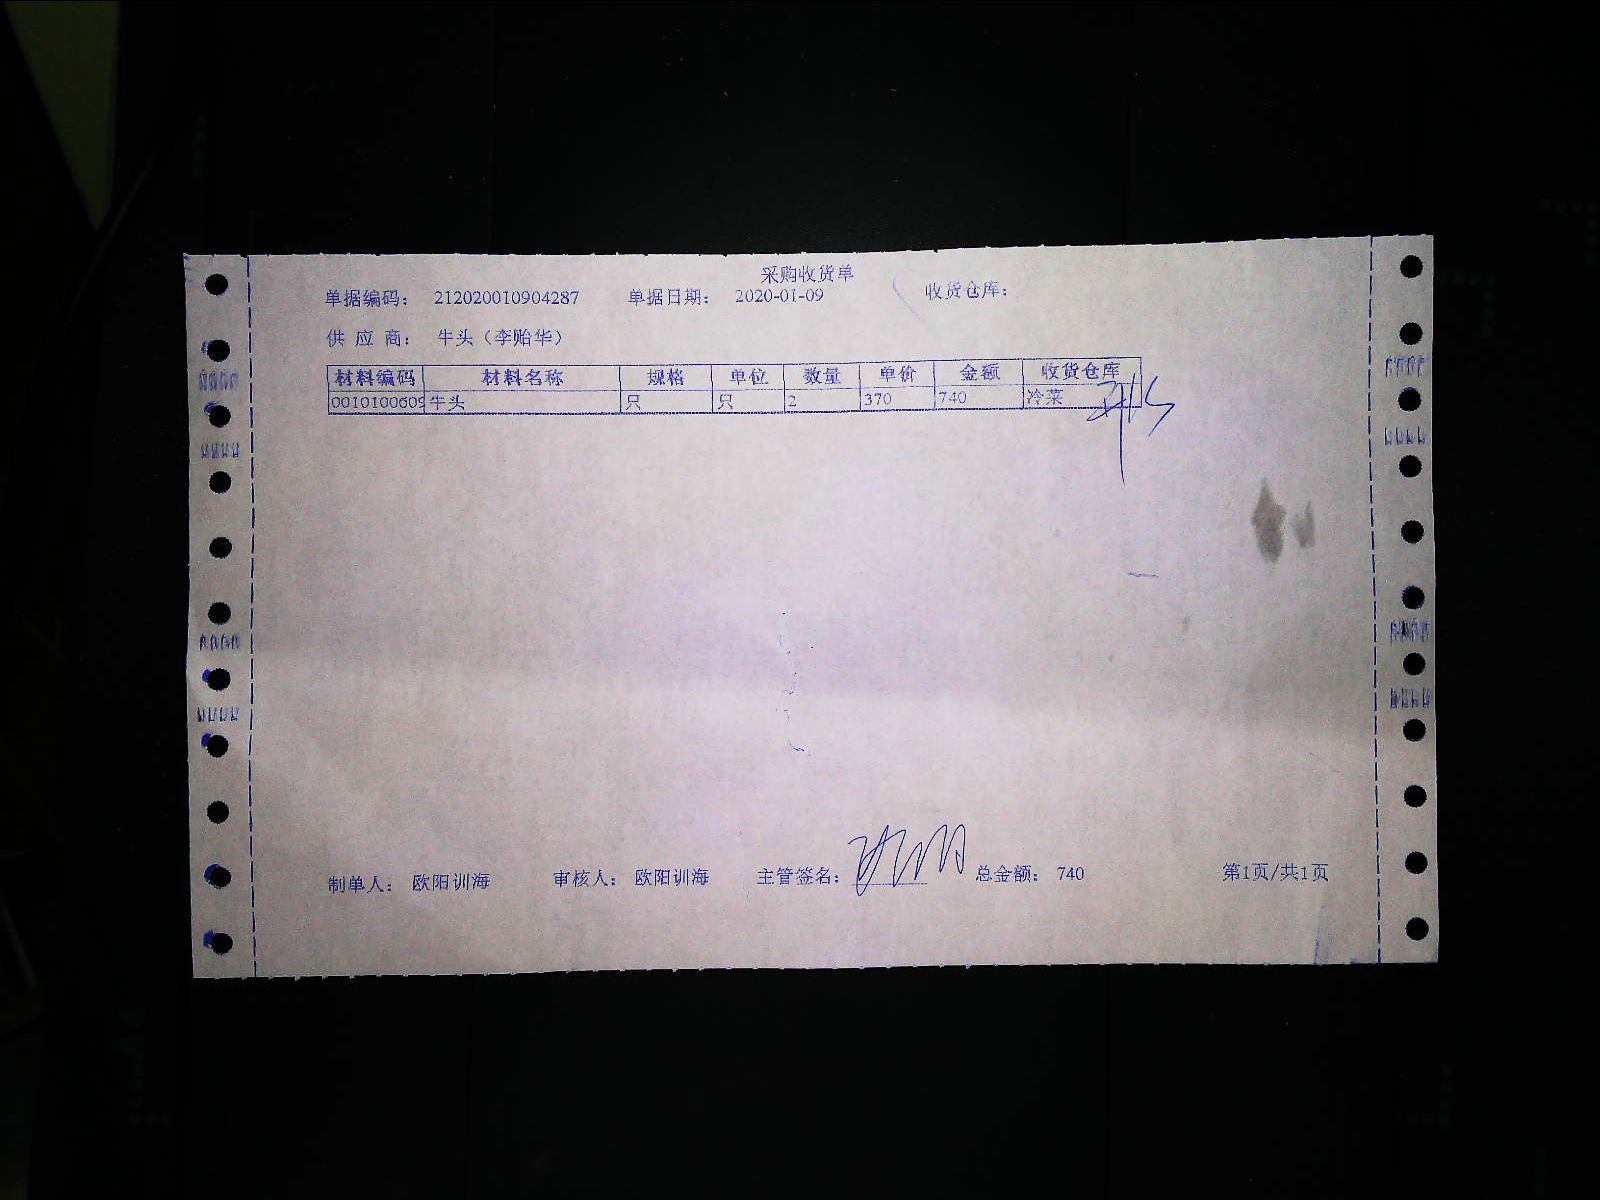 采购收货单
单据编码： 212020010904287 单据日期： 2020-01-09 收货仓库：
供 应 商： 牛头（李贻华）
材料编码 材料名称 规格 单位 数量 单价 金额 收货仓库
0010100609 牛头 只 只 2 370 740 冷菜
制单人： 欧阳训海 审核人： 欧阳训海 主管签名： 总金额： 740 第1页/共1页